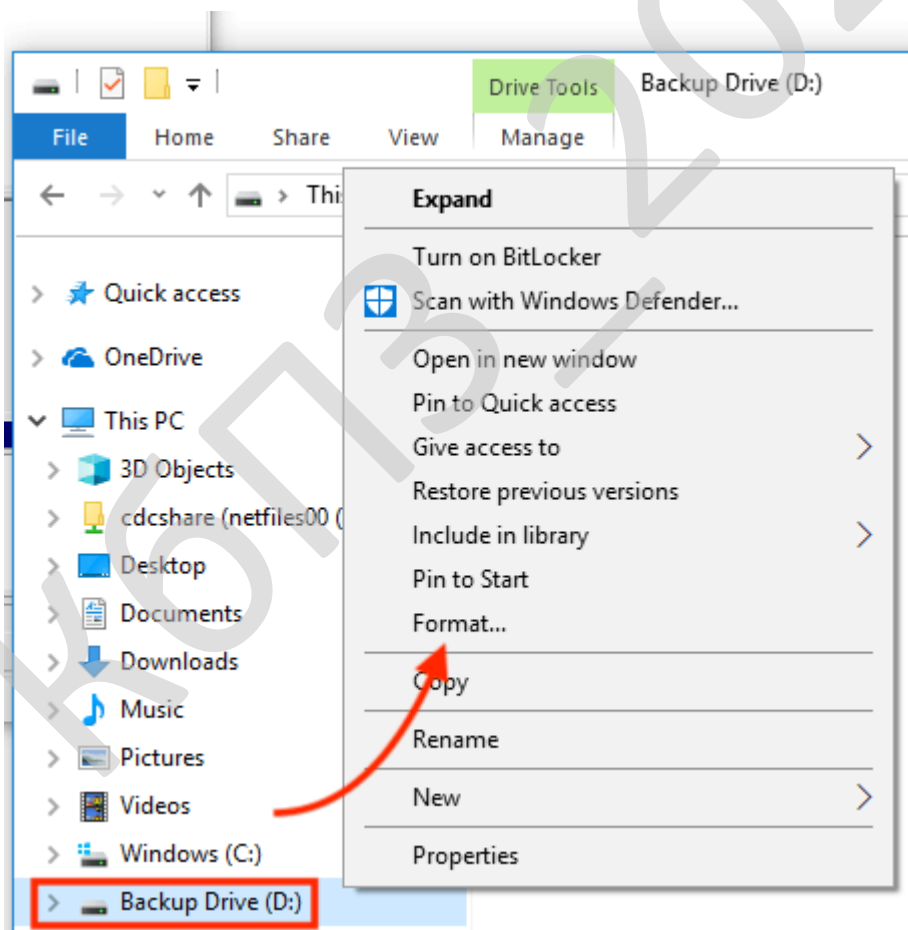 Drive Tools
Backup Drive (D:)
File
Home
Share
View
Manage
Expand
Turn on BitLocker
Scan with Windows Defender...
Open in new window
Pin to Quick access
Give access to
Restore previous versions
Include in library
Pin to Start
Format...
Copy
Rename
New
Properties
Quick access
OneDrive
This PC
3D Objects
cdcshare (netfiles00 (
Desktop
Documents
Downloads
Music
Pictures
Videos
Windows (C:)
Backup Drive (D:)